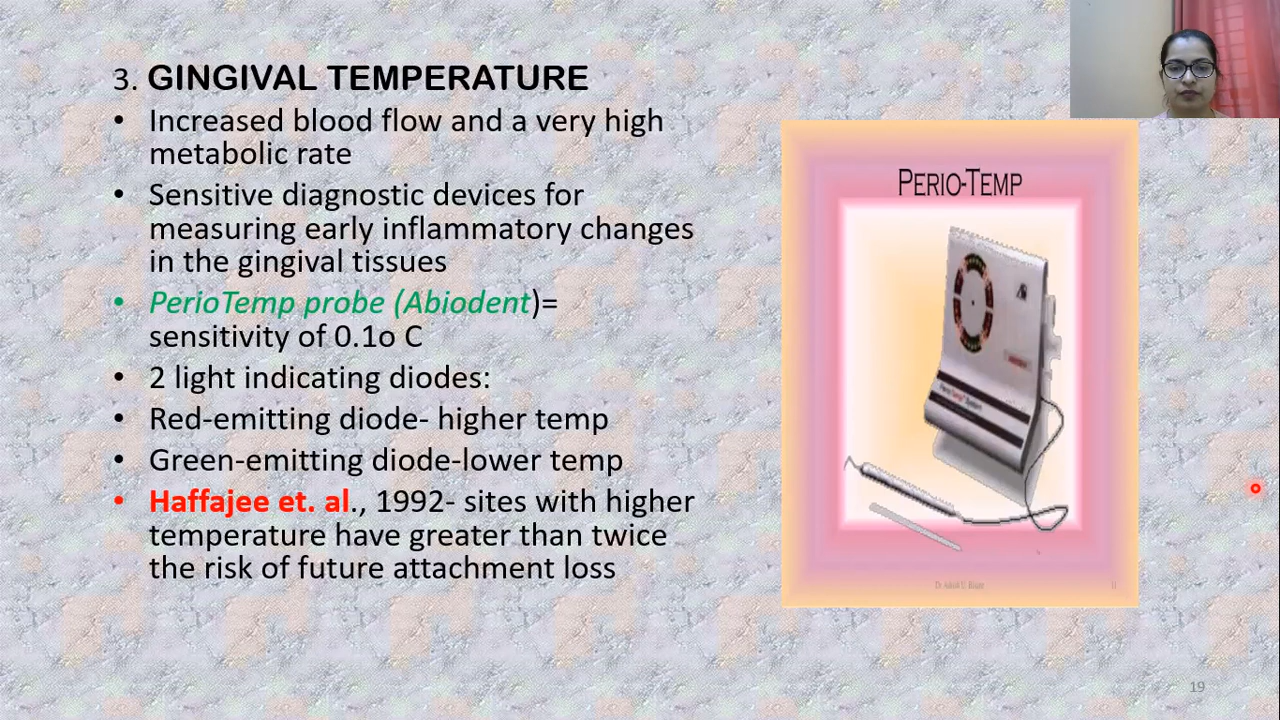 3. GINGIVAL TEMPERATURE
• Increased blood flow and a very high
metabolic rate
• Sensitive diagnostic devices for
measuring early inflammatory changes
in the gingival tissues
• PerioTemp probe (Abiodent)=
sensitivity of 0.1o C
• 2 light indicating diodes:
• Red-emitting diode- higher temp
• Green-emitting diode-lower temp
• Haffajee et. al., 1992- sites with higher
temperature have greater than twice
the risk of future attachment loss
PERIO-TEMP
19